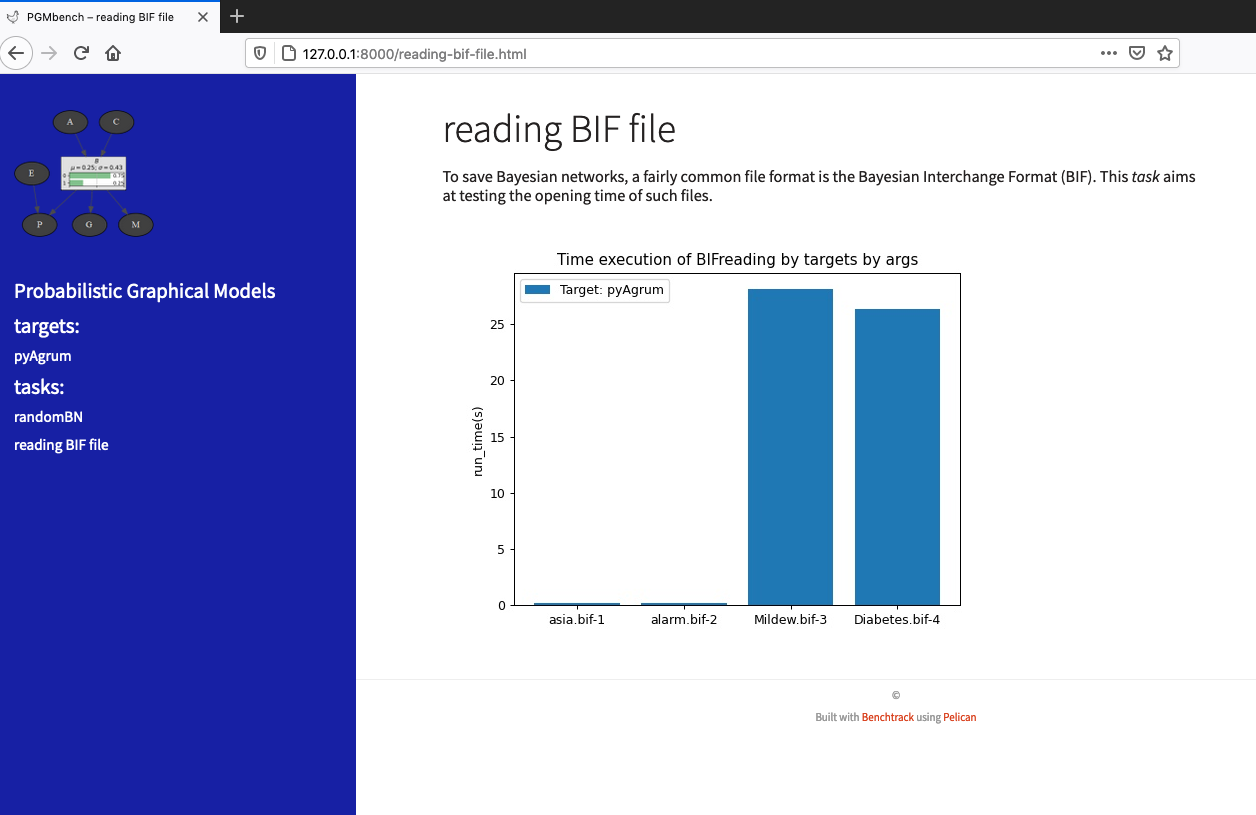 PGMbench – reading BIF file
127.0.0.1:8000/reading-bif-file.html
A C
B
μ = 0.25; σ = 0.43
0 0.75
1 0.25
E
P G M
Probabilistic Graphical Models
targets:
pyAgrum
tasks:
randomBN
reading BIF file
reading BIF file
To save Bayesian networks, a fairly common file format is the Bayesian Interchange Format (BIF). This task aims
at testing the opening time of such files.
Time execution of BIFreading by targets by args
Target: pyAgrum
25
20
15
10
5
0
run_time(s)
asia.bif-1 alarm.bif-2 Mildew.bif-3 Diabetes.bif-4
©
Built with Benchtrack using Pelican